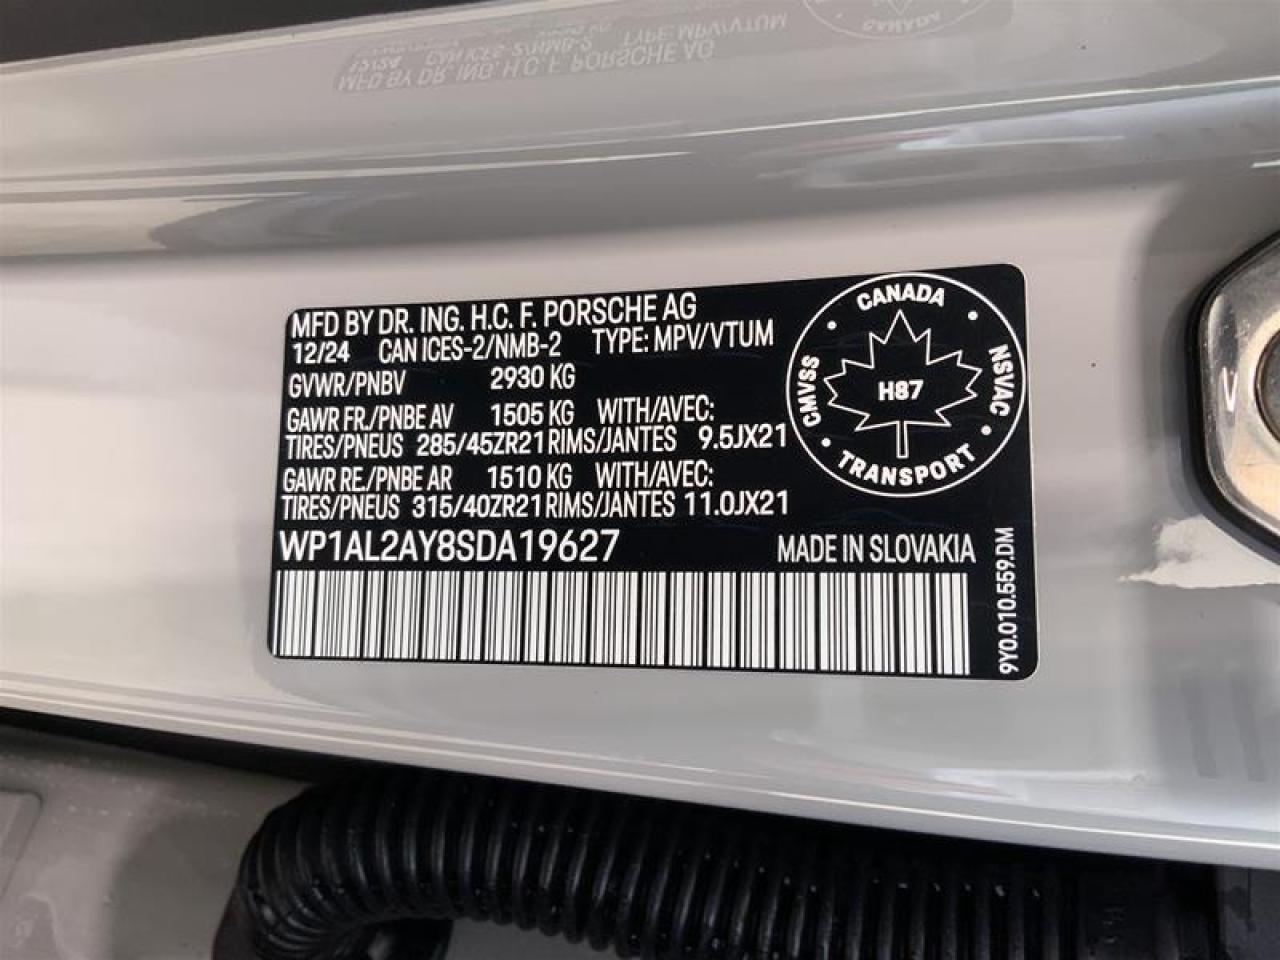 MFD BY DR. ING. H.C. F. PORSCHE AG
12/24 CAN ICES-2/NMB-2 TYPE: MPV/VTUM
GVWR/PNBV 2930 KG
GAWR FR./PNBE AV 1505 KG WITH/AVEC:
TIRES/PNEUS 285/45ZR21 RIMS/JANTES 9.5JX21
GAWR RE./PNBE AR 1510 KG WITH/AVEC:
TIRES/PNEUS 315/40ZR21 RIMS/JANTES 11.0JX21
WP1AL2AY8SDA19627 MADE IN SLOVAKIA
CANADA
CMVSS
H87
NSVAC
TRANSPORT
9Y0.010.559.DM